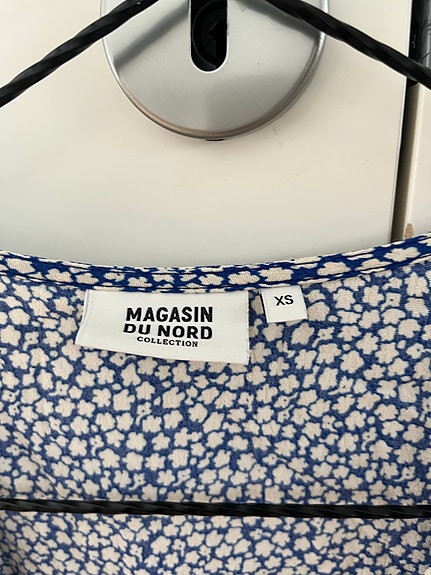 MAGASIN
DU NORD
COLLECTION
XS